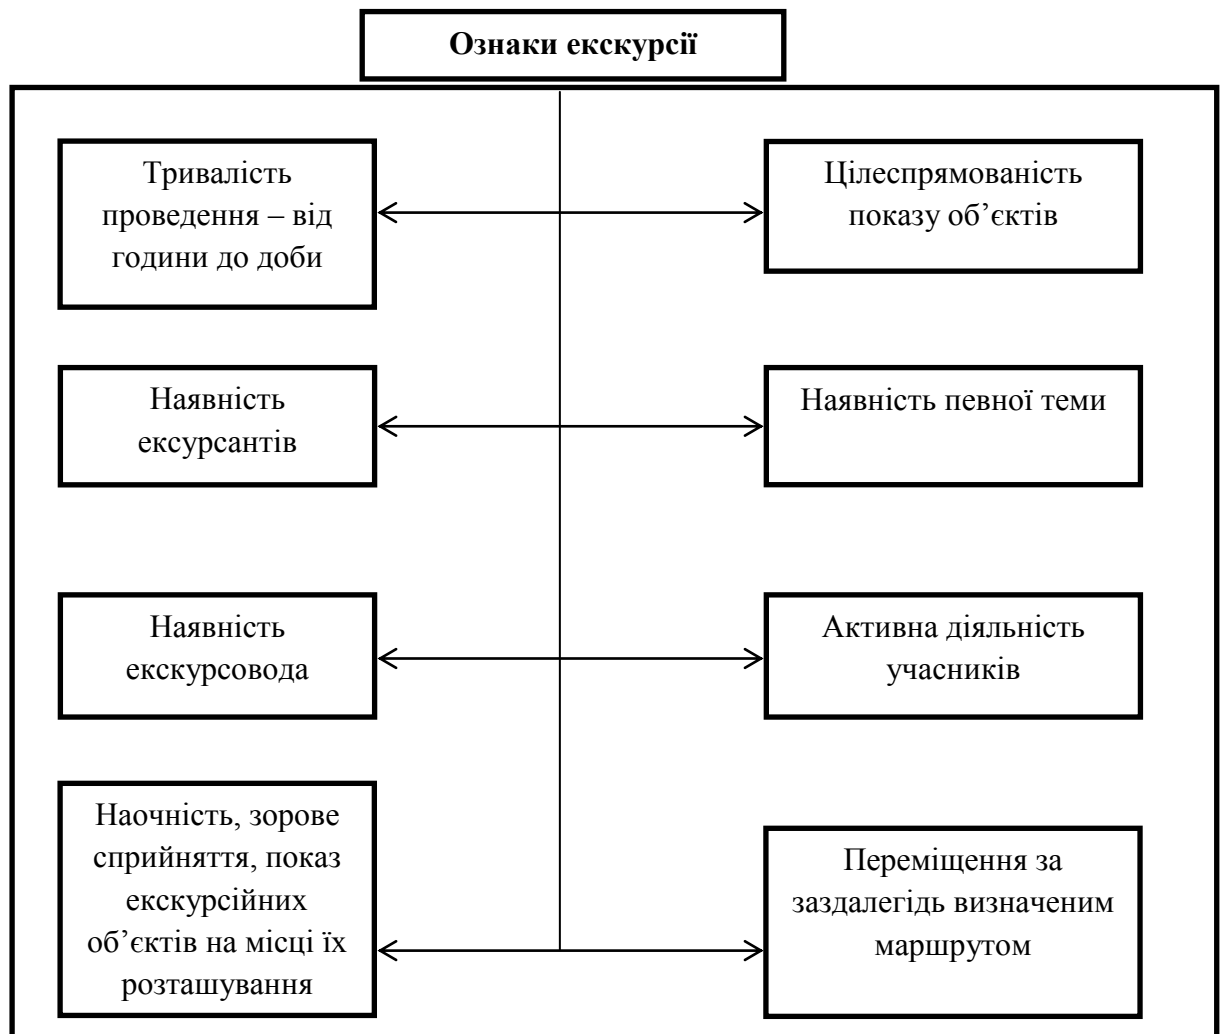 Ознаки екскурсії
Тривалість
проведення – від
години до доби
Цілеспрямованість
показу об’єктів
Наявність
ексурсантів
Наявність певної теми
Наявність
екскурсовода
Активна діяльність
учасників
Наочність, зорове
сприйняття, показ
екскурсійних
об’єктів на місці їх
розташування
Переміщення за
заздалегідь визначеним
маршрутом